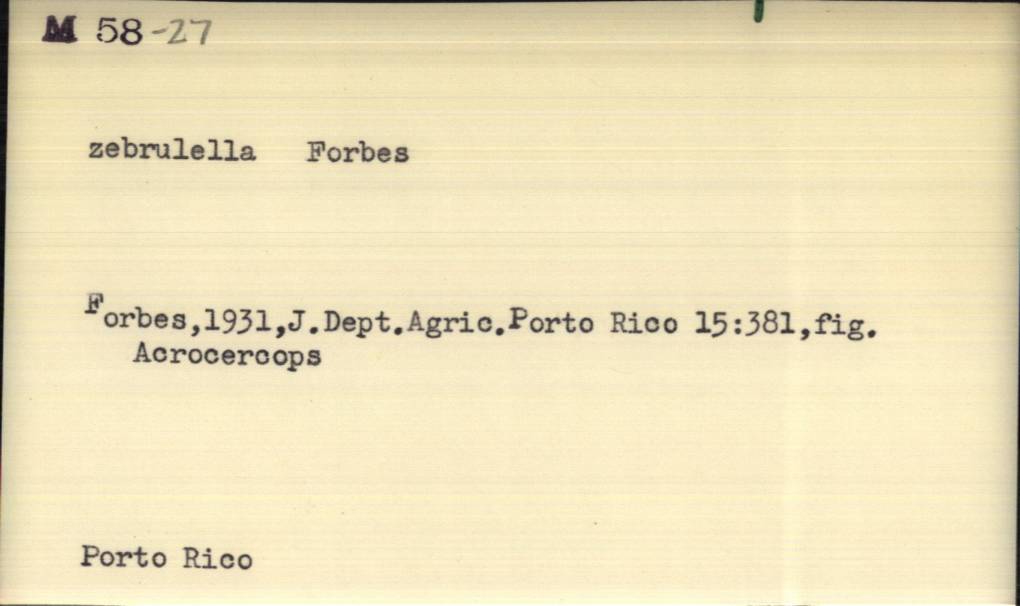 M 58-27
zebrulella Forbes
Forbes,1931,J.Dept.Agric.Porto Rico 15:381,fig.
Acrocercops
Porto Rico